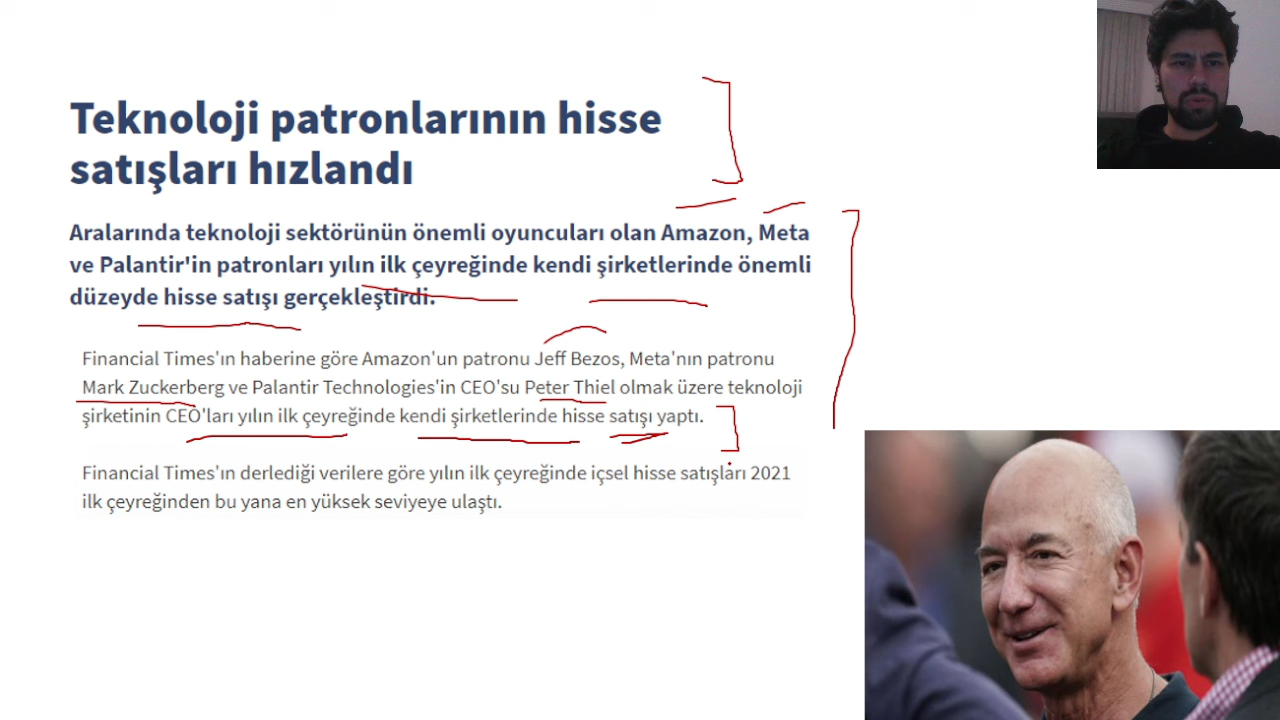 Teknoloji patronlarının hisse
satışları hızlandı
Aralarında teknoloji sektörünün önemli oyuncuları olan Amazon, Meta
ve Palantir'in patronları yılın ilk çeyreğinde kendi şirketlerinde önemli
düzeyde hisse satışı gerçekleştirdi.
Financial Times'ın haberine göre Amazon'un patronu Jeff Bezos, Meta'nın patronu
Mark Zuckerberg ve Palantir Technologies'in CEO'su Peter Thiel olmak üzere teknoloji
şirketinin CEO'ları yılın ilk çeyreğinde kendi şirketlerinde hisse satışı yaptı.
Financial Times'ın derlediği verilere göre yılın ilk çeyreğinde içsel hisse satışları 2021
ilk çeyreğinden bu yana en yüksek seviyeye ulaştı.